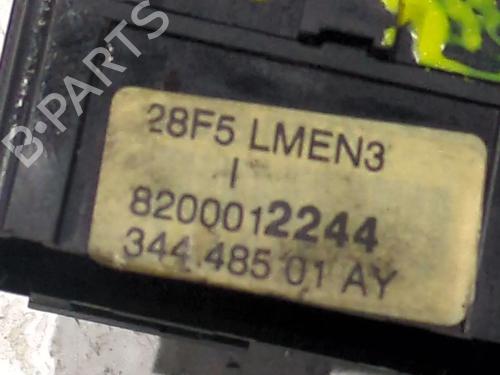 B-PARTS
28F5 LMEN3
I
8200012244
344.485 01 AY